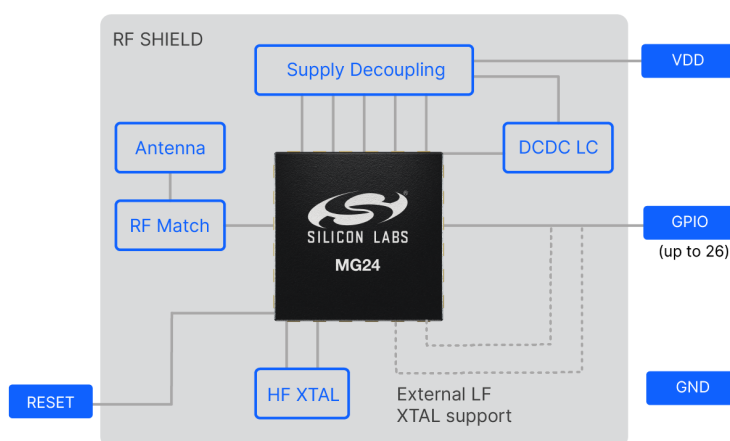 RF SHIELD
VDD
Supply Decoupling
Antenna
DCDC LC
RF Match
SILICON LABS
MG24
GPIO
(up to 26)
HF XTAL
External LF
XTAL support
RESET
GND